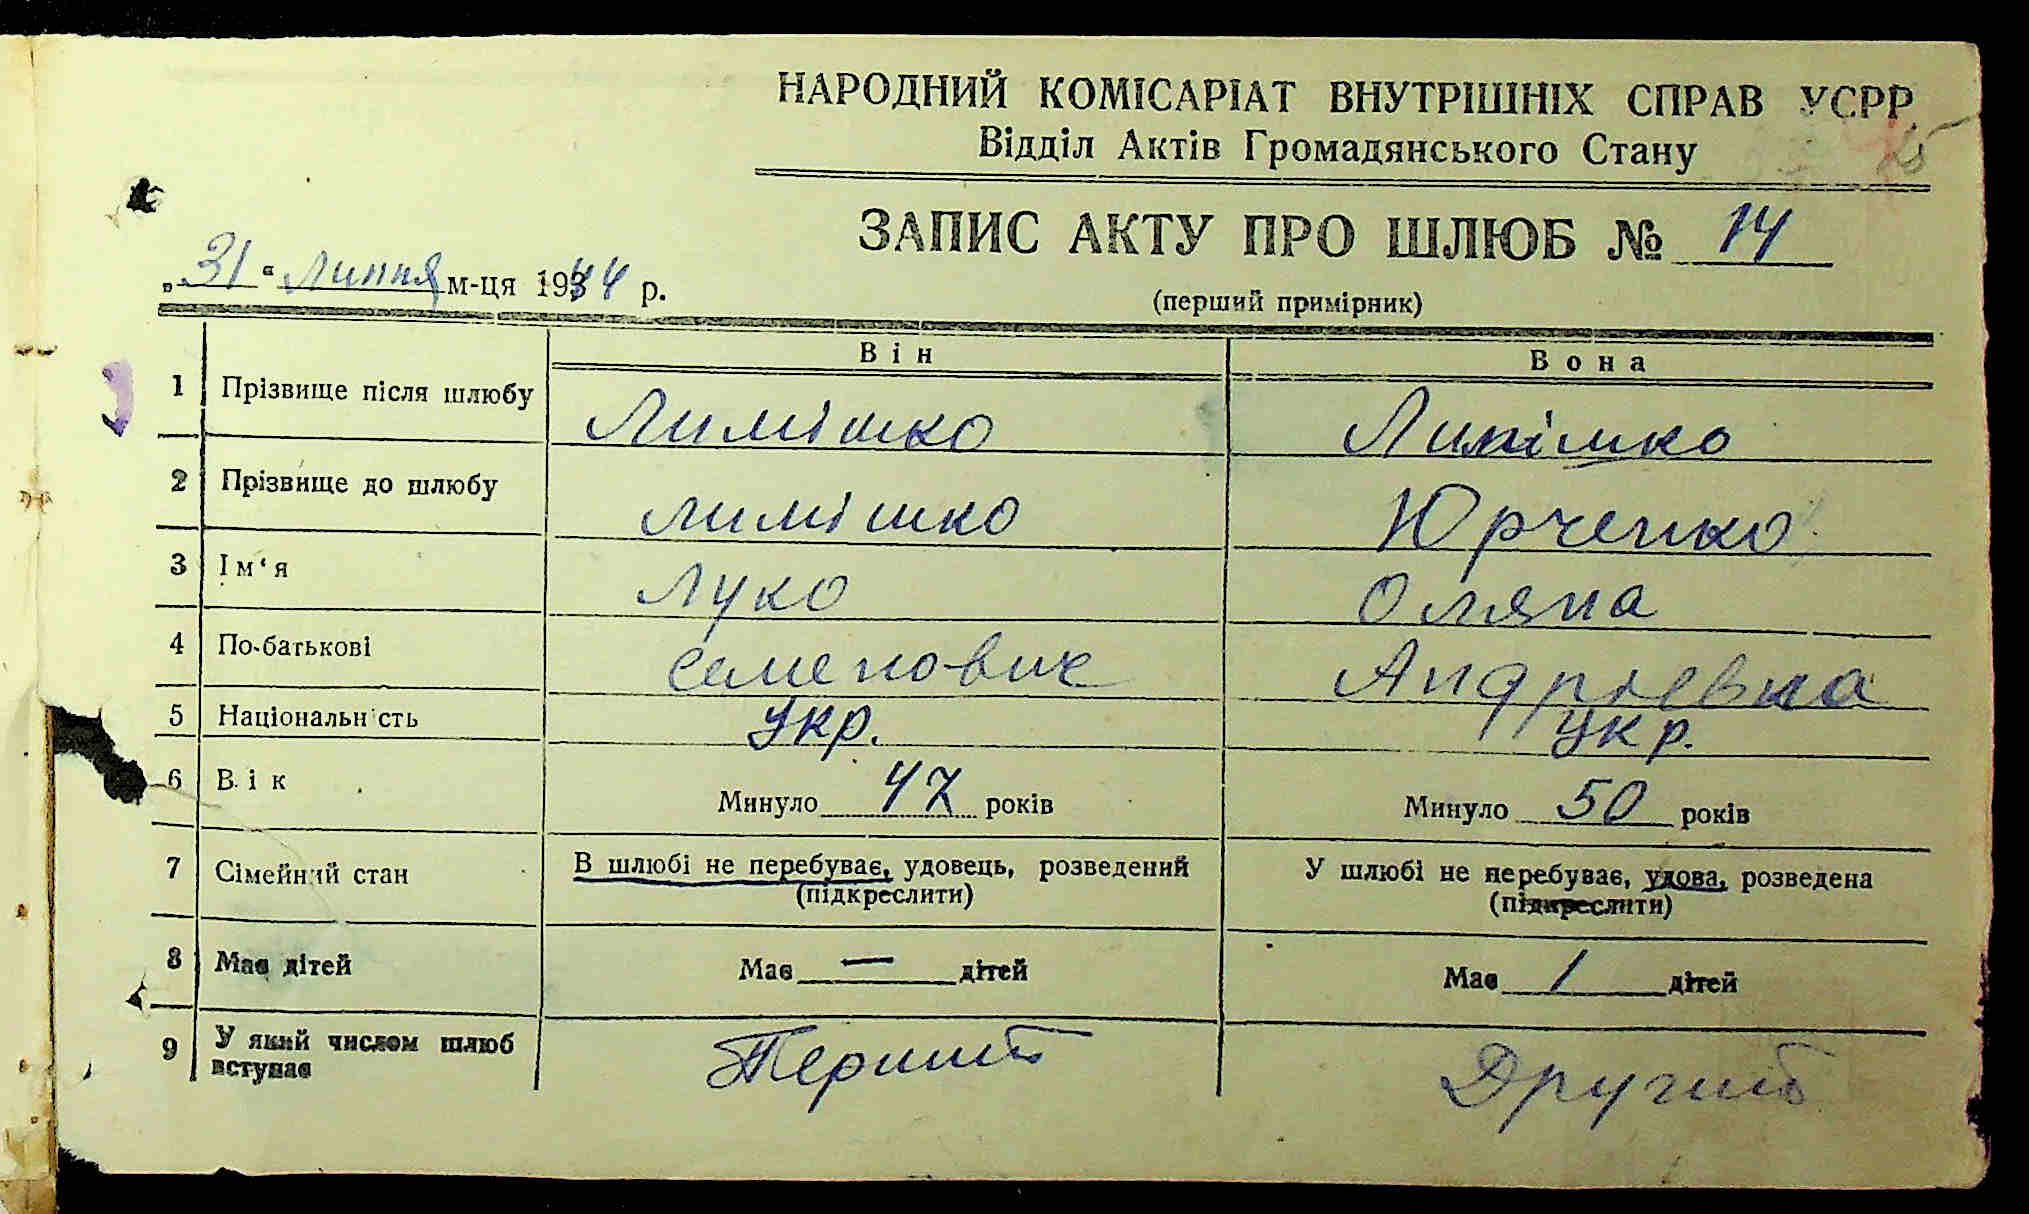 НАРОДНИЙ КОМІСАРІАТ ВНУТРІШНІХ СПРАВ УСРР
Відділ Актів Громадянського Стану
ЗАПИС АКТУ ПРО ШЛЮБ № 14
„31“ Липня м-ця 1944 р.
(перший примірник)
Він Вона
1 Прізвище після шлюбу Лимішко Лимішко
2 Прізвище до шлюбу Лимішко Юрченко
3 Ім‘я Луко Оляна
4 По-батькові Семенович Андріевна
5 Національність укр. укр.
6 Вік Минуло 47 років Минуло 50 років
7 Сімейний стан В шлюбі не перебуває, удовець, розведений У шлюбі не перебуває, удова, розведена
(підкреслити) (підкреслити)
8 Має дітей Має — дітей Має 1 дітей
9 У який числом шлюб вступає Перший Другий